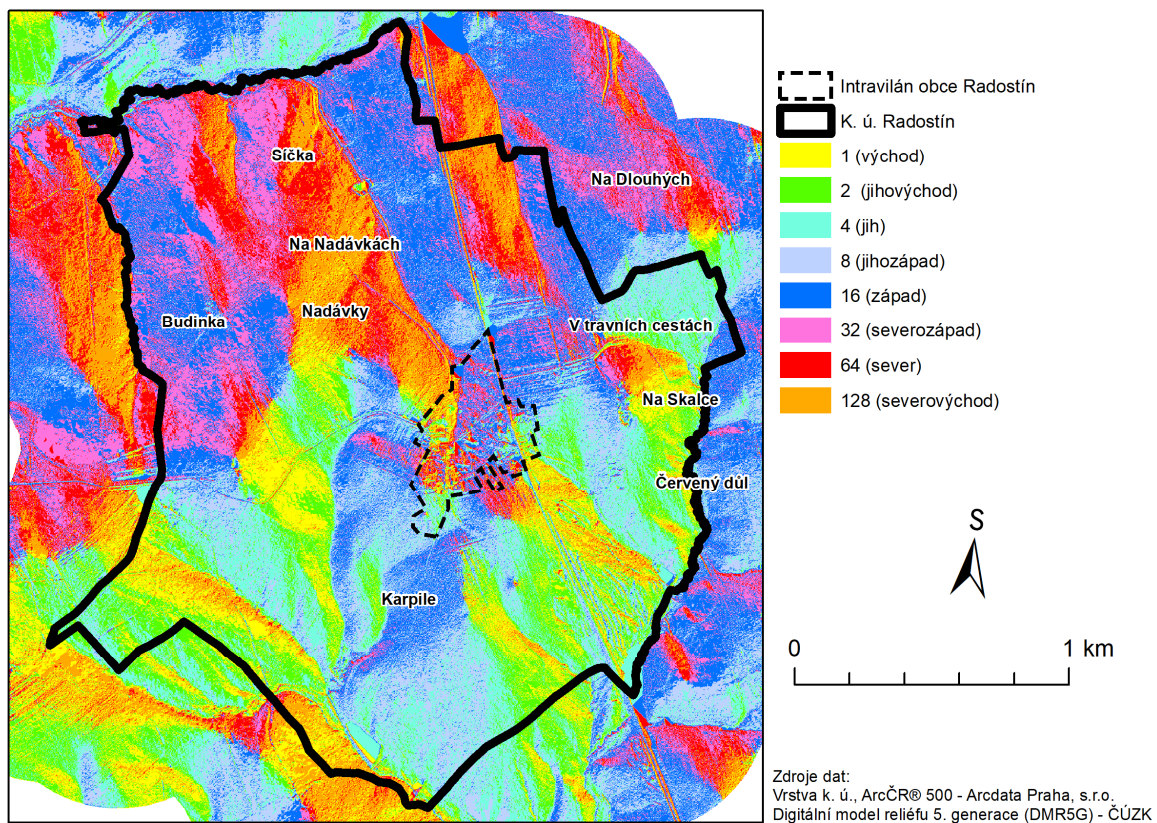 Síčka
Na Dlouhých
Na Nadávkách
Nadávky
Budinka
V travních cestách
Na Skalce
Červený důl
Karpile
Intravilán obce Radostín
K. ú. Radostín
1 (východ)
2 (jihovýchod)
4 (jih)
8 (jihozápad)
16 (západ)
32 (severozápad)
64 (sever)
128 (severovýchod)
S
0 1 km
Zdroje dat:
Vrstva k. ú., ArcČR® 500 - Arcdata Praha, s.r.o.
Digitální model reliéfu 5. generace (DMR5G) - ČÚZK